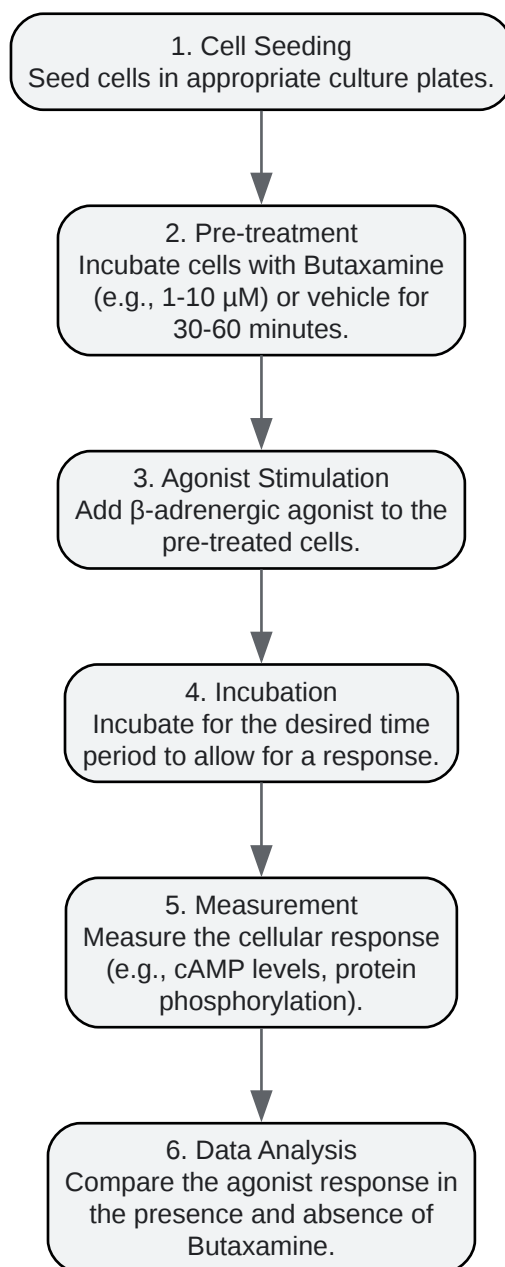 1. Cell Seeding
Seed cells in appropriate culture plates.
2. Pre-treatment
Incubate cells with Butaxamine
(e.g., 1-10 µM) or vehicle for
30-60 minutes.
3. Agonist Stimulation
Add β-adrenergic agonist to the
pre-treated cells.
4. Incubation
Incubate for the desired time
period to allow for a response.
5. Measurement
Measure the cellular response
(e.g., cAMP levels, protein
phosphorylation).
6. Data Analysis
Compare the agonist response in
the presence and absence of
Butaxamine.